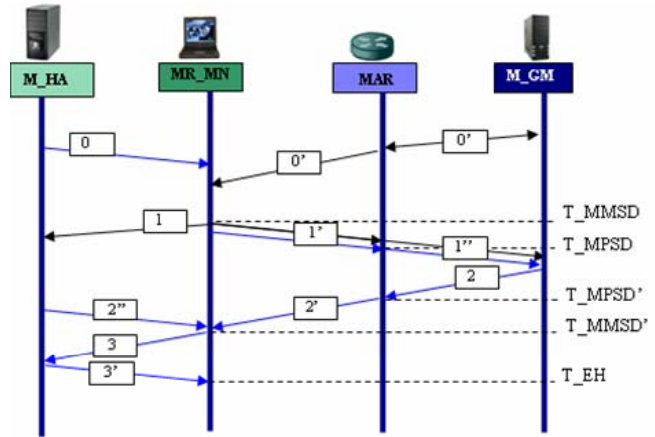 M_HA
MR_MN
MAR
M_GM
0
0'
0'
1
T_MMSD
1'
1''
T_MPSD
2
T_MPSD'
2''
2'
T_MMSD'
3
3'
T_EH